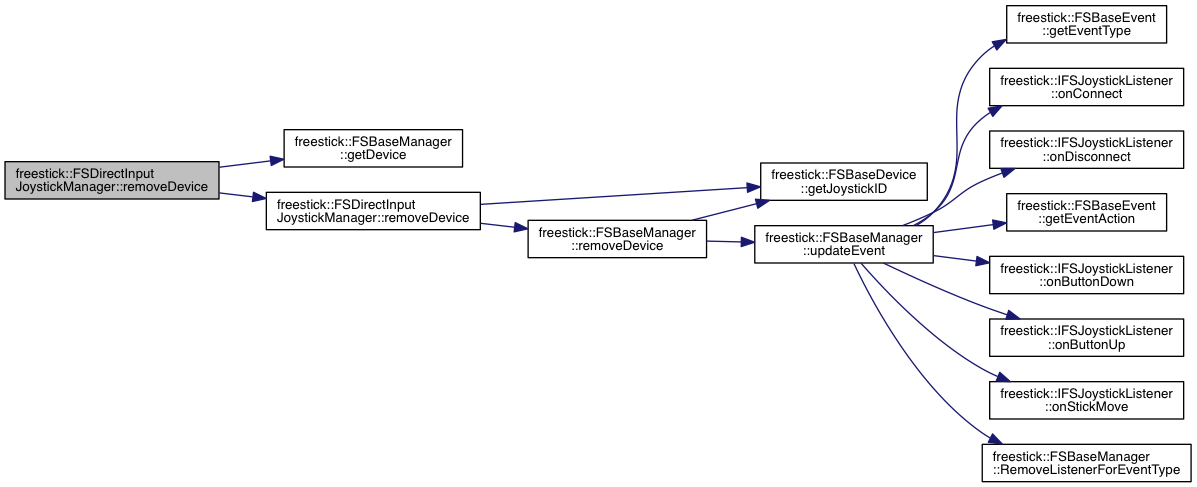 freestick::FSDirectInput
JoystickManager::removeDevice
freestick::FSBaseManager
::getDevice
freestick::FSDirectInput
JoystickManager::removeDevice
freestick::FSBaseManager
::removeDevice
freestick::FSBaseDevice
::getJoystickID
freestick::FSBaseManager
::updateEvent
freestick::FSBaseEvent
::getEventType
freestick::IFSJoystickListener
::onConnect
freestick::IFSJoystickListener
::onDisconnect
freestick::FSBaseEvent
::getEventAction
freestick::IFSJoystickListener
::onButtonDown
freestick::IFSJoystickListener
::onButtonUp
freestick::IFSJoystickListener
::onStickMove
freestick::FSBaseManager
::RemoveListenerForEventType